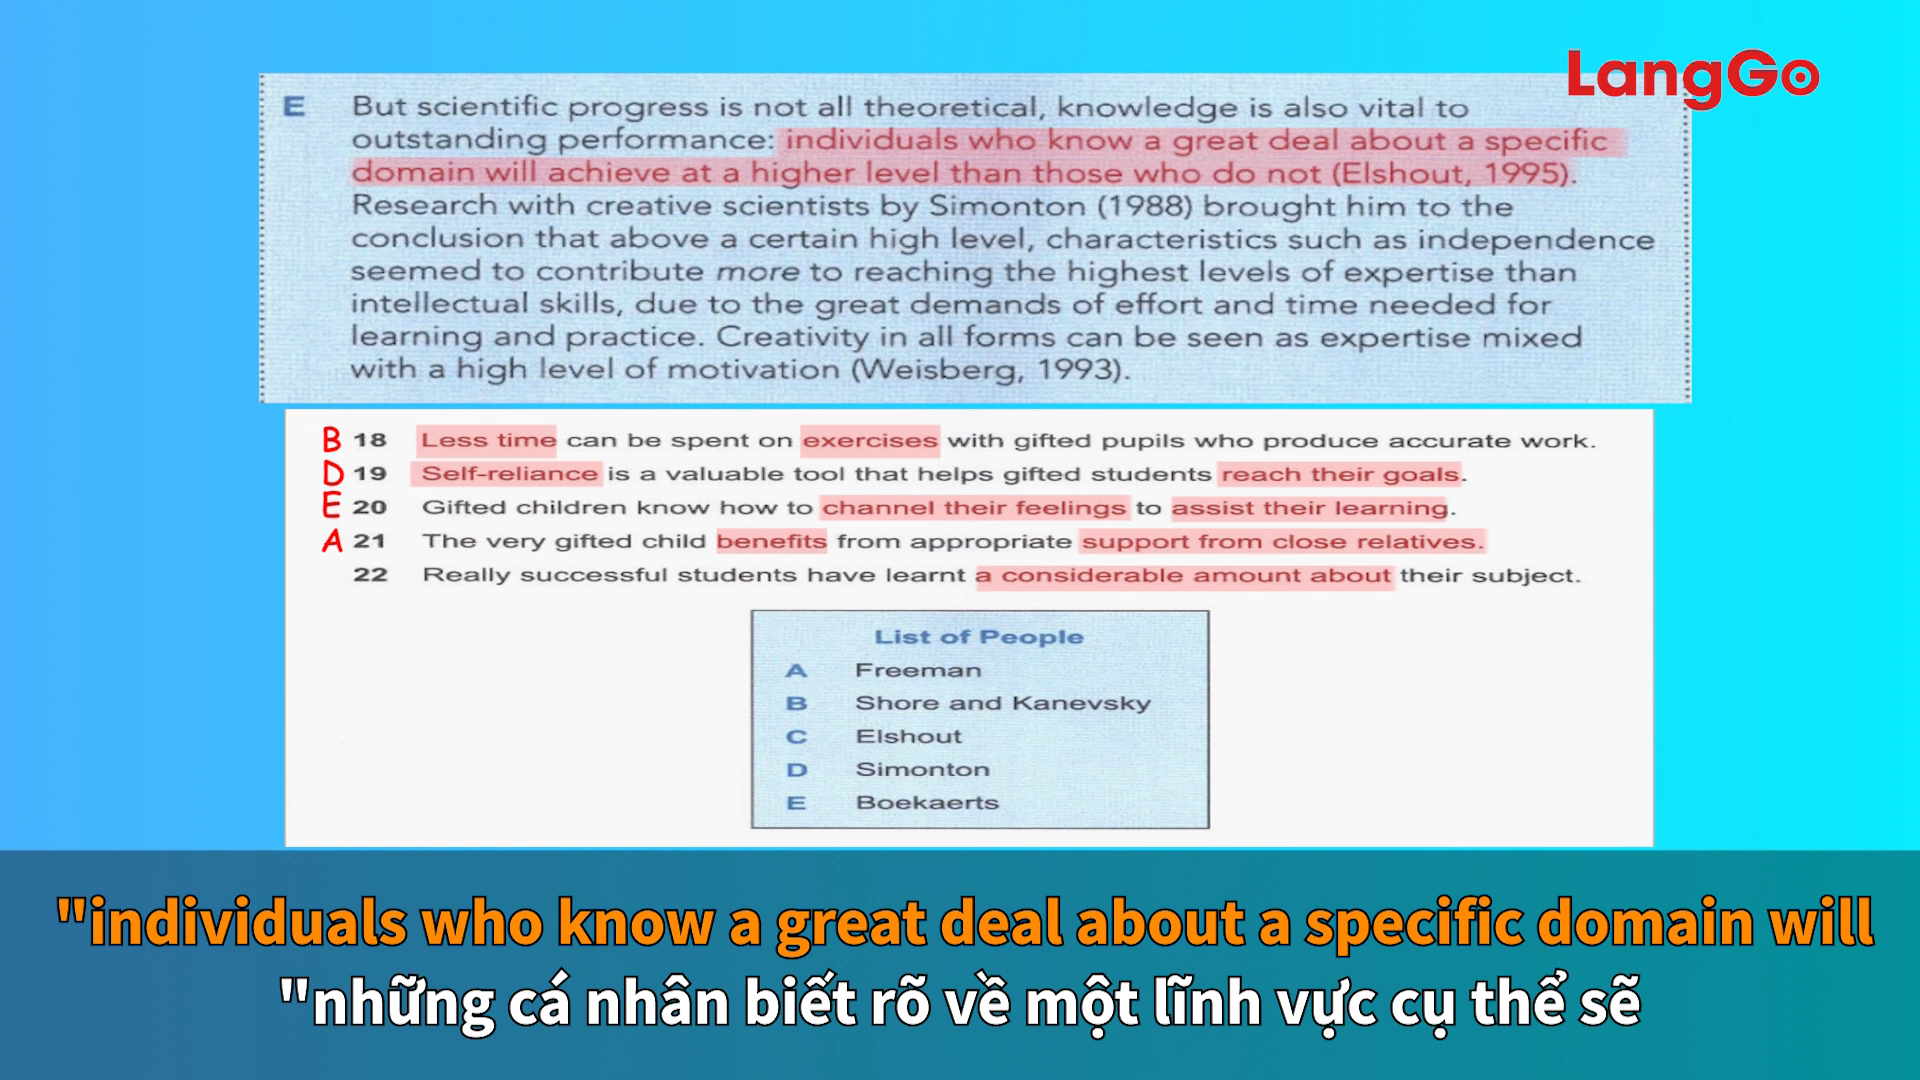 LangGo
E But scientific progress is not all theoretical, knowledge is also vital to
outstanding performance: individuals who know a great deal about a specific
domain will achieve at a higher level than those who do not (Elshout, 1995).
Research with creative scientists by Simonton (1988) brought him to the
conclusion that above a certain high level, characteristics such as independence
seemed to contribute more to reaching the highest levels of expertise than
intellectual skills, due to the great demands of effort and time needed for
learning and practice. Creativity in all forms can be seen as expertise mixed
with a high level of motivation (Weisberg, 1993).
B 18 Less time can be spent on exercises with gifted pupils who produce accurate work.
D 19 Self-reliance is a valuable tool that helps gifted students reach their goals.
E 20 Gifted children know how to channel their feelings to assist their learning.
A 21 The very gifted child benefits from appropriate support from close relatives.
22 Really successful students have learnt a considerable amount about their subject.
List of People
A Freeman
B Shore and Kanevsky
C Elshout
D Simonton
E Boekaerts
"individuals who know a great deal about a specific domain will
"những cá nhân biết rõ về một lĩnh vực cụ thể sẽ